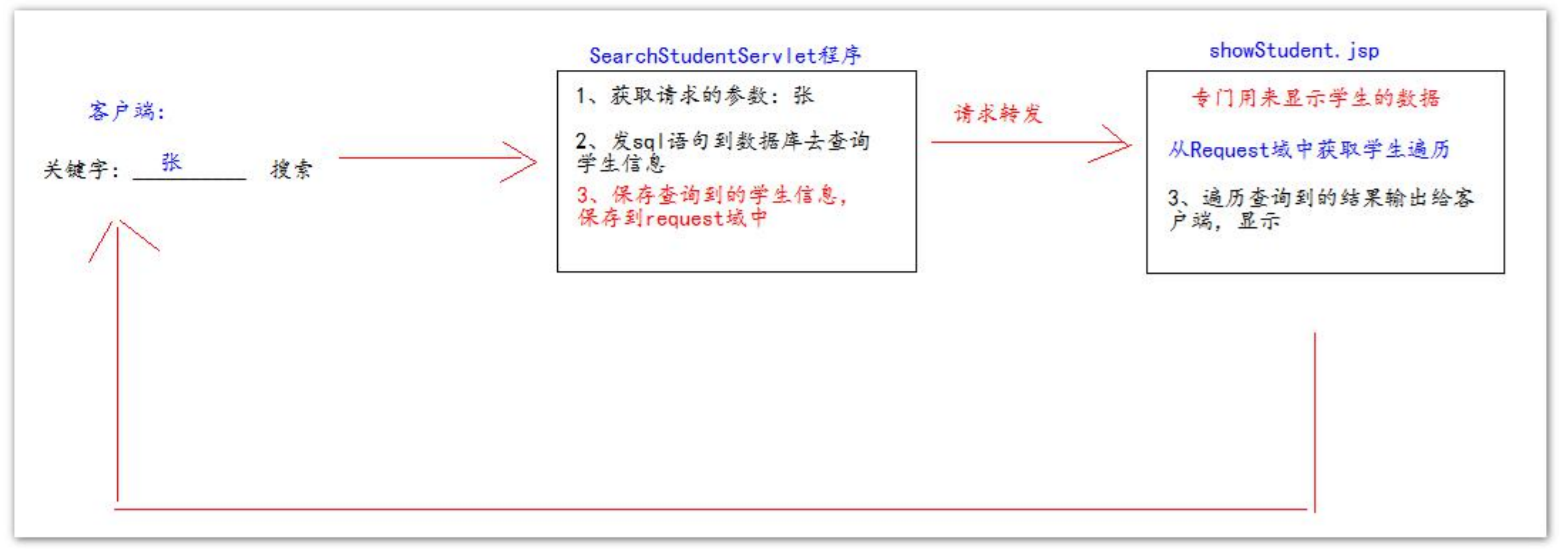 客户端:
关键字: 张 搜索
SearchStudentServlet程序
1、获取请求的参数: 张
2、发sql语句到数据库去查询
学生信息
3、保存查询到的学生信息,
保存到request域中
请求转发
showStudent.jsp
专门用来显示学生的数据
从Request域中获取学生遍历
3、遍历查询到的结果输出给客
户端, 显示